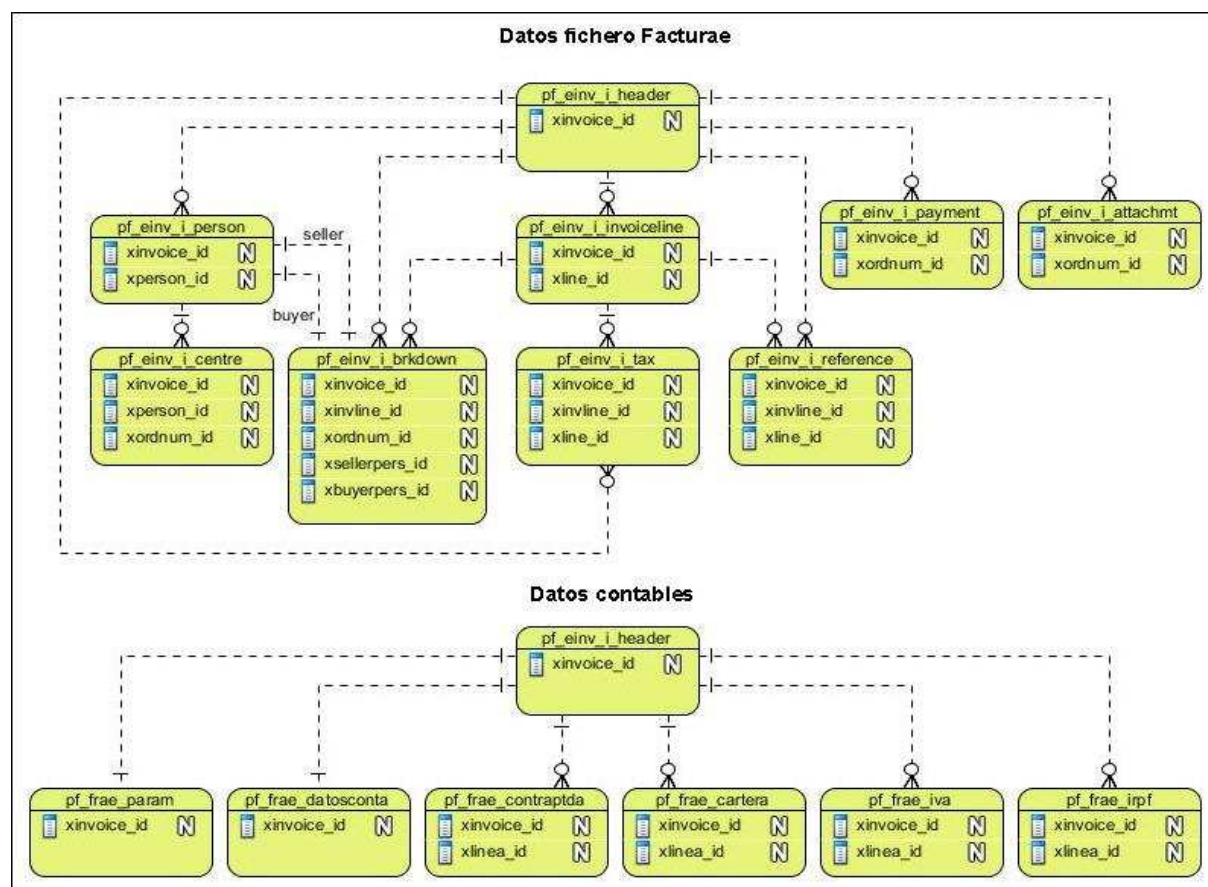 Datos fichero Facturae
pf_einv_i_header
xinvoice_id N
pf_einv_i_person
xinvoice_id N
xperson_id N
seller
buyer
pf_einv_i_invoiceline
xinvoice_id N
xline_id N
pf_einv_i_payment
xinvoice_id N
xordnum_id N
pf_einv_i_attachmt
xinvoice_id N
xordnum_id N
pf_einv_i_centre
xinvoice_id N
xperson_id N
xordnum_id N
pf_einv_i_brkdown
xinvoice_id N
xinvline_id N
xordnum_id N
xsellerpers_id N
xbuyerpers_id N
pf_einv_i_tax
xinvoice_id N
xinvline_id N
xline_id N
pf_einv_i_reference
xinvoice_id N
xinvline_id N
xline_id N
Datos contables
pf_einv_i_header
xinvoice_id N
pf_frae_param
xinvoice_id N
pf_frae_datosconta
xinvoice_id N
pf_frae_contraptda
xinvoice_id N
xlinea_id N
pf_frae_cartera
xinvoice_id N
xlinea_id N
pf_frae_iva
xinvoice_id N
xlinea_id N
pf_frae_irpf
xinvoice_id N
xlinea_id N